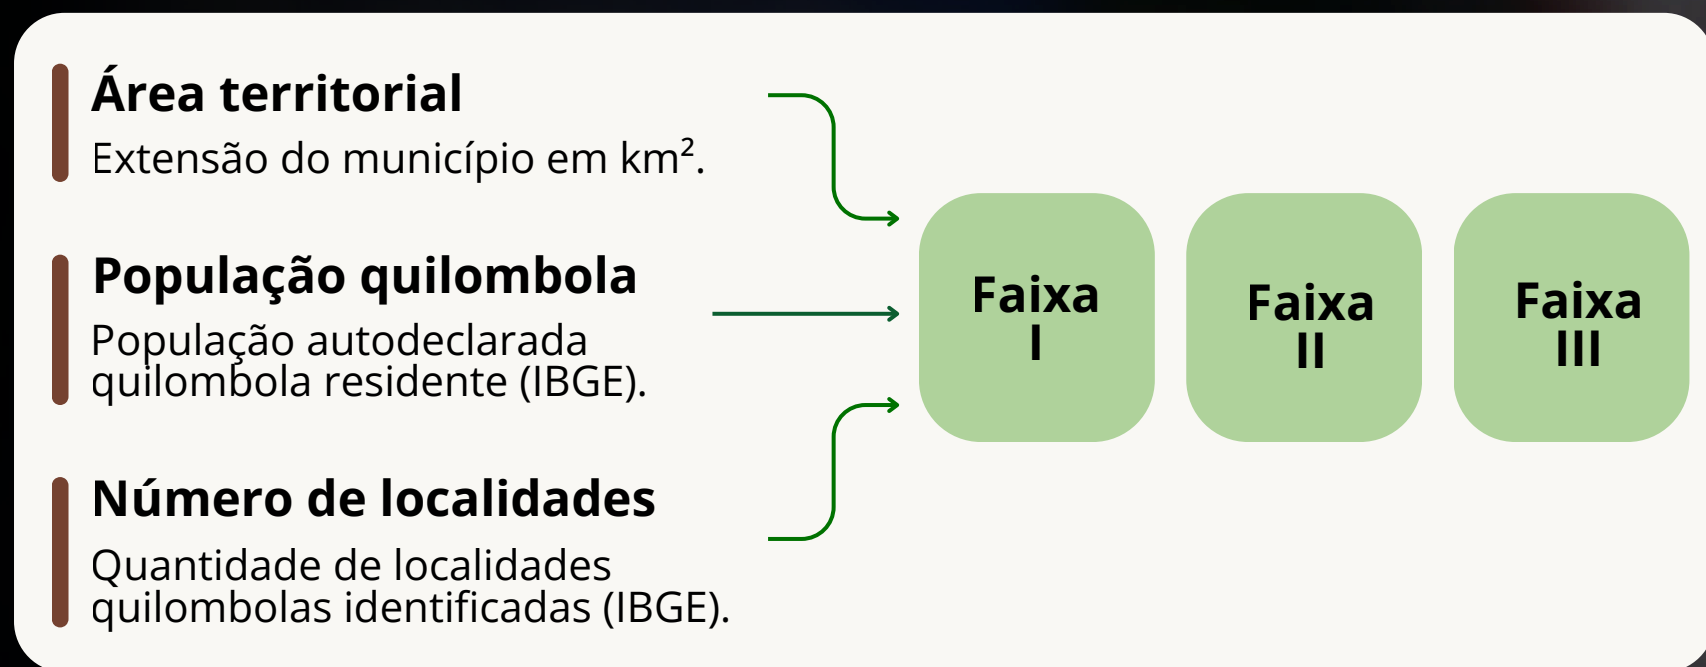 Área territorial
Extensão do município em km².
População quilombola
População autodeclarada
quilombola residente (IBGE).
Número de localidades
Quantidade de localidades
quilombolas identificadas (IBGE).
Faixa
I
Faixa
II
Faixa
III